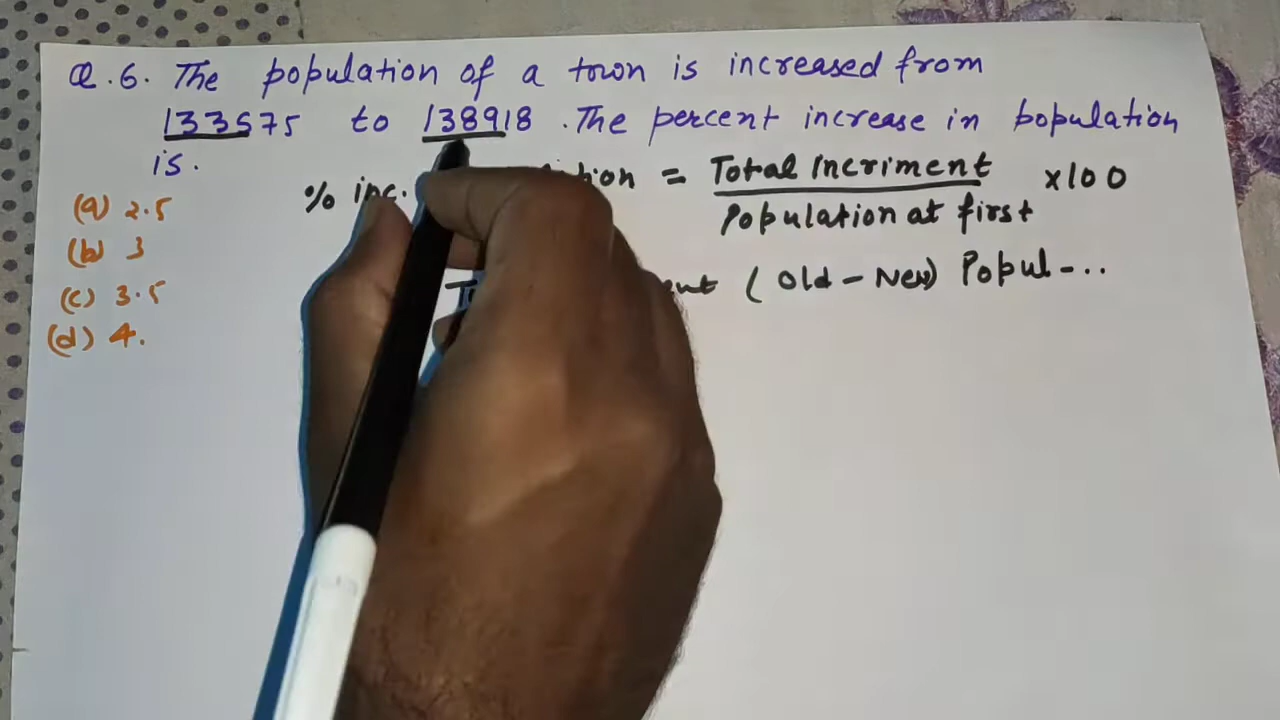 Q.6. The population of a town is increased from
133575 to 138918. The percent increase in population
is.
% inc. = Total Incriment ×100
Population at first
(a) 2.5
(b) 3
(c) 3.5
(d) 4.
(Old - New) Popul-...